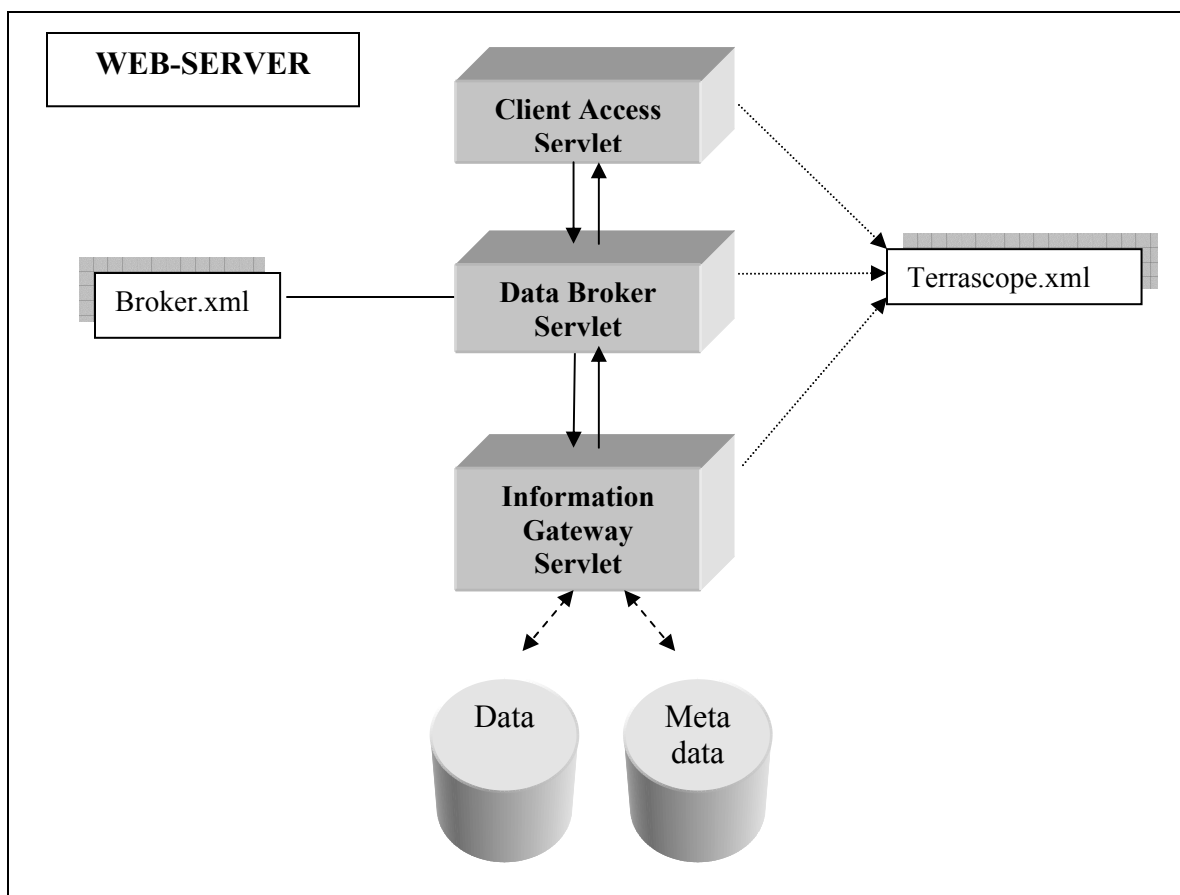 WEB-SERVER
Client Access
Servlet
Broker.xml
Data Broker
Servlet
Terrascope.xml
Information
Gateway
Servlet
Data
Meta
data